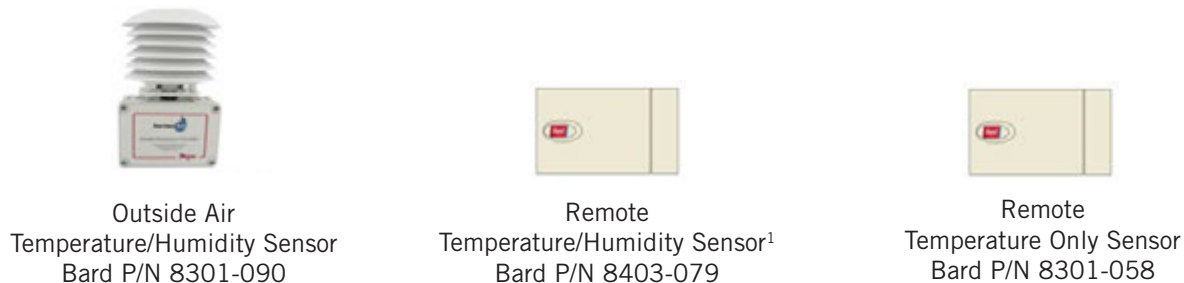 Outside Air
Temperature/Humidity Sensor
Bard P/N 8301-090
Remote
Temperature/Humidity Sensor¹
Bard P/N 8403-079
Remote
Temperature Only Sensor
Bard P/N 8301-058